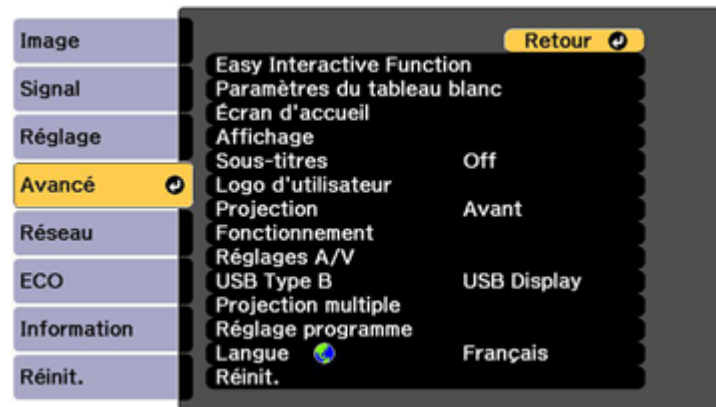 Image
Signal
Réglage
Avancé
Réseau
ECO
Information
Réinit.
Retour
Easy Interactive Function
Paramètres du tableau blanc
Écran d'accueil
Affichage
Sous-titres Off
Logo d'utilisateur
Projection Avant
Fonctionnement
Réglages A/V
USB Type B USB Display
Projection multiple
Réglage programme
Langue Français
Réinit.